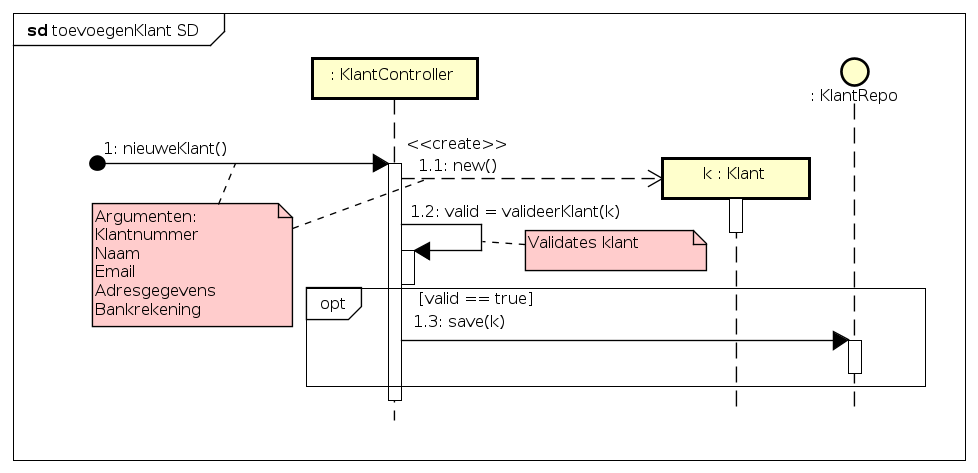 sd toevoegenKlant SD
: KlantController
: KlantRepo
1: nieuweKlant()
<<create>>
1.1: new()
k : Klant
Argumenten:
Klantnummer
Naam
Email
Adresgegevens
Bankrekening
1.2: valid = valideerKlant(k)
Validates klant
opt
[valid == true]
1.3: save(k)